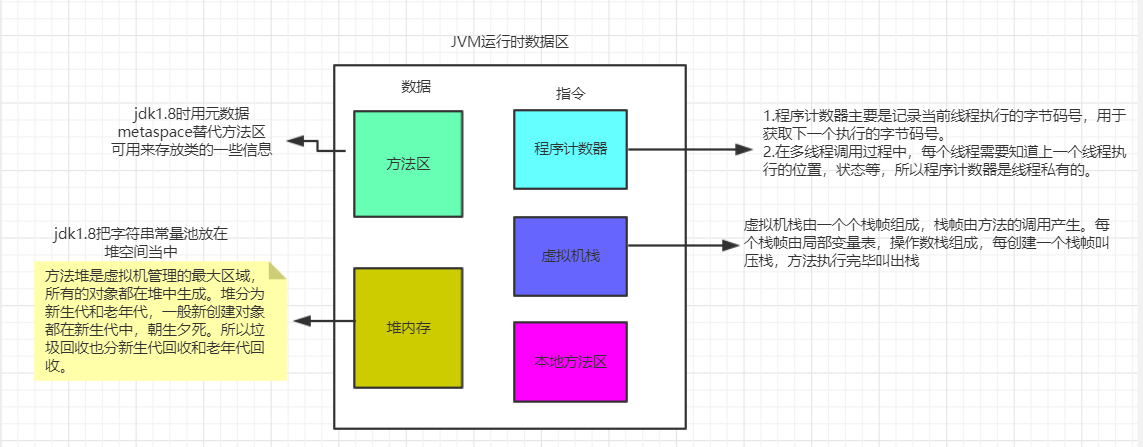 JVM运行时数据区
数据
指令
jdk1.8时用元数据
metaspace替代方法区
可用来存放类的一些信息
方法区
程序计数器
1.程序计数器主要是记录当前线程执行的字节码号，用于
获取下一个执行的字节码号。
2.在多线程调用过程中，每个线程需要知道上一个线程执
行的位置，状态等，所以程序计数器是线程私有的。
jdk1.8把字符串常量池放在
堆空间当中
方法堆是虚拟机管理的最大区域，
所有的对象都在堆中生成。堆分为
新生代和老年代，一般新创建对象
都在新生代中，朝生夕死。所以垃
圾回收也分新生代回收和老年代回
收。
堆内存
虚拟机栈
虚拟机栈由一个个栈帧组成，栈帧由方法的调用产生。每
个栈帧由局部变量表，操作数栈组成，每创建一个栈帧叫
压栈，方法执行完毕叫出栈
本地方法区